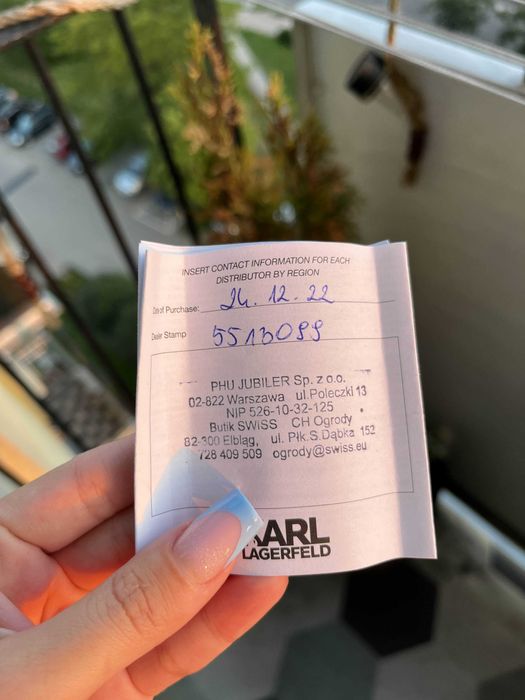 INSERT CONTACT INFORMATION FOR EACH
DISTRIBUTOR BY REGION
Date of Purchase: 24.12.22
Dealer Stamp 5513099
PHU JUBILER Sp. z o.o.
02-822 Warszawa ul.Poleczki 13
NIP 526-10-32-125
Butik SWISS CH Ogrody
82-300 Elbląg, ul. Płk.S.Dąbka 152
728 409 509 ogrody@swiss.eu
KARL
LAGERFELD